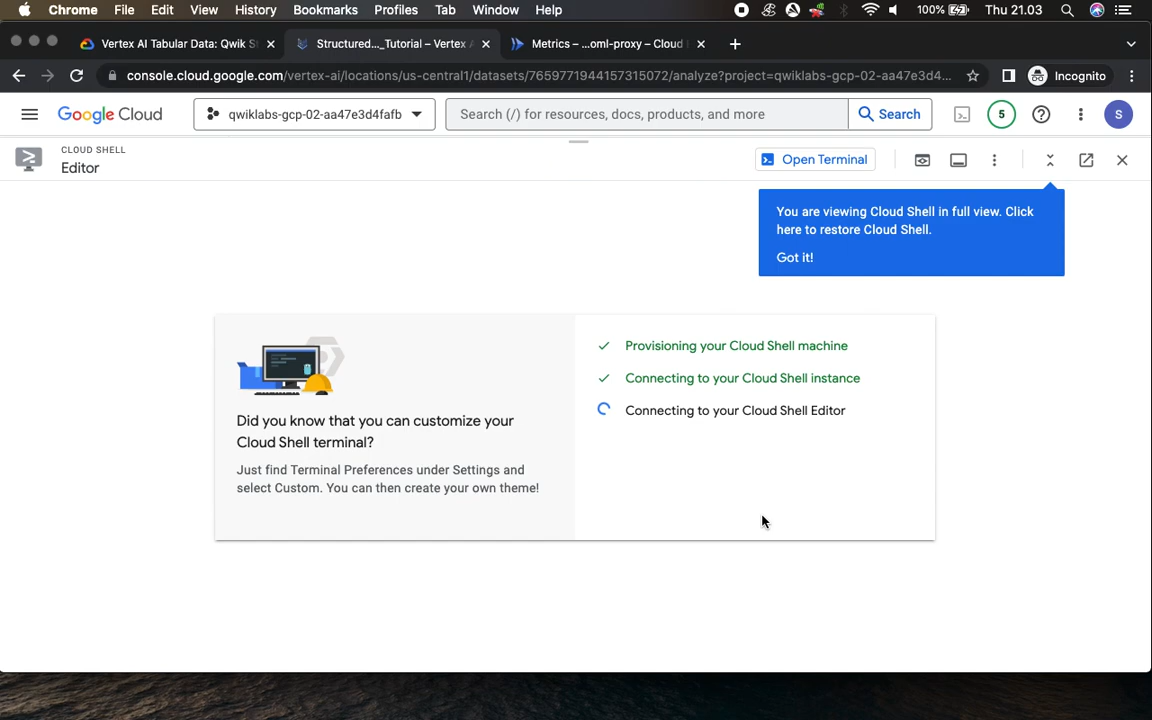 Chrome File Edit View History Bookmarks Profiles Tab Window Help 100% Thu 21.03
Vertex AI Tabular Data: Qwik St Structured..._Tutorial – Vertex A Metrics – ...oml-proxy – Cloud
console.cloud.google.com/vertex-ai/locations/us-central1/datasets/7659771944157315072/analyze?project=qwiklabs-gcp-02-aa47e3d4... Incognito
Google Cloud qwiklabs-gcp-02-aa47e3d4fafb Search (/) for resources, docs, products, and more Search 5 S
CLOUD SHELL
Editor
Open Terminal
You are viewing Cloud Shell in full view. Click
here to restore Cloud Shell.
Got it!
Did you know that you can customize your
Cloud Shell terminal?
Just find Terminal Preferences under Settings and
select Custom. You can then create your own theme!
Provisioning your Cloud Shell machine
Connecting to your Cloud Shell instance
Connecting to your Cloud Shell Editor